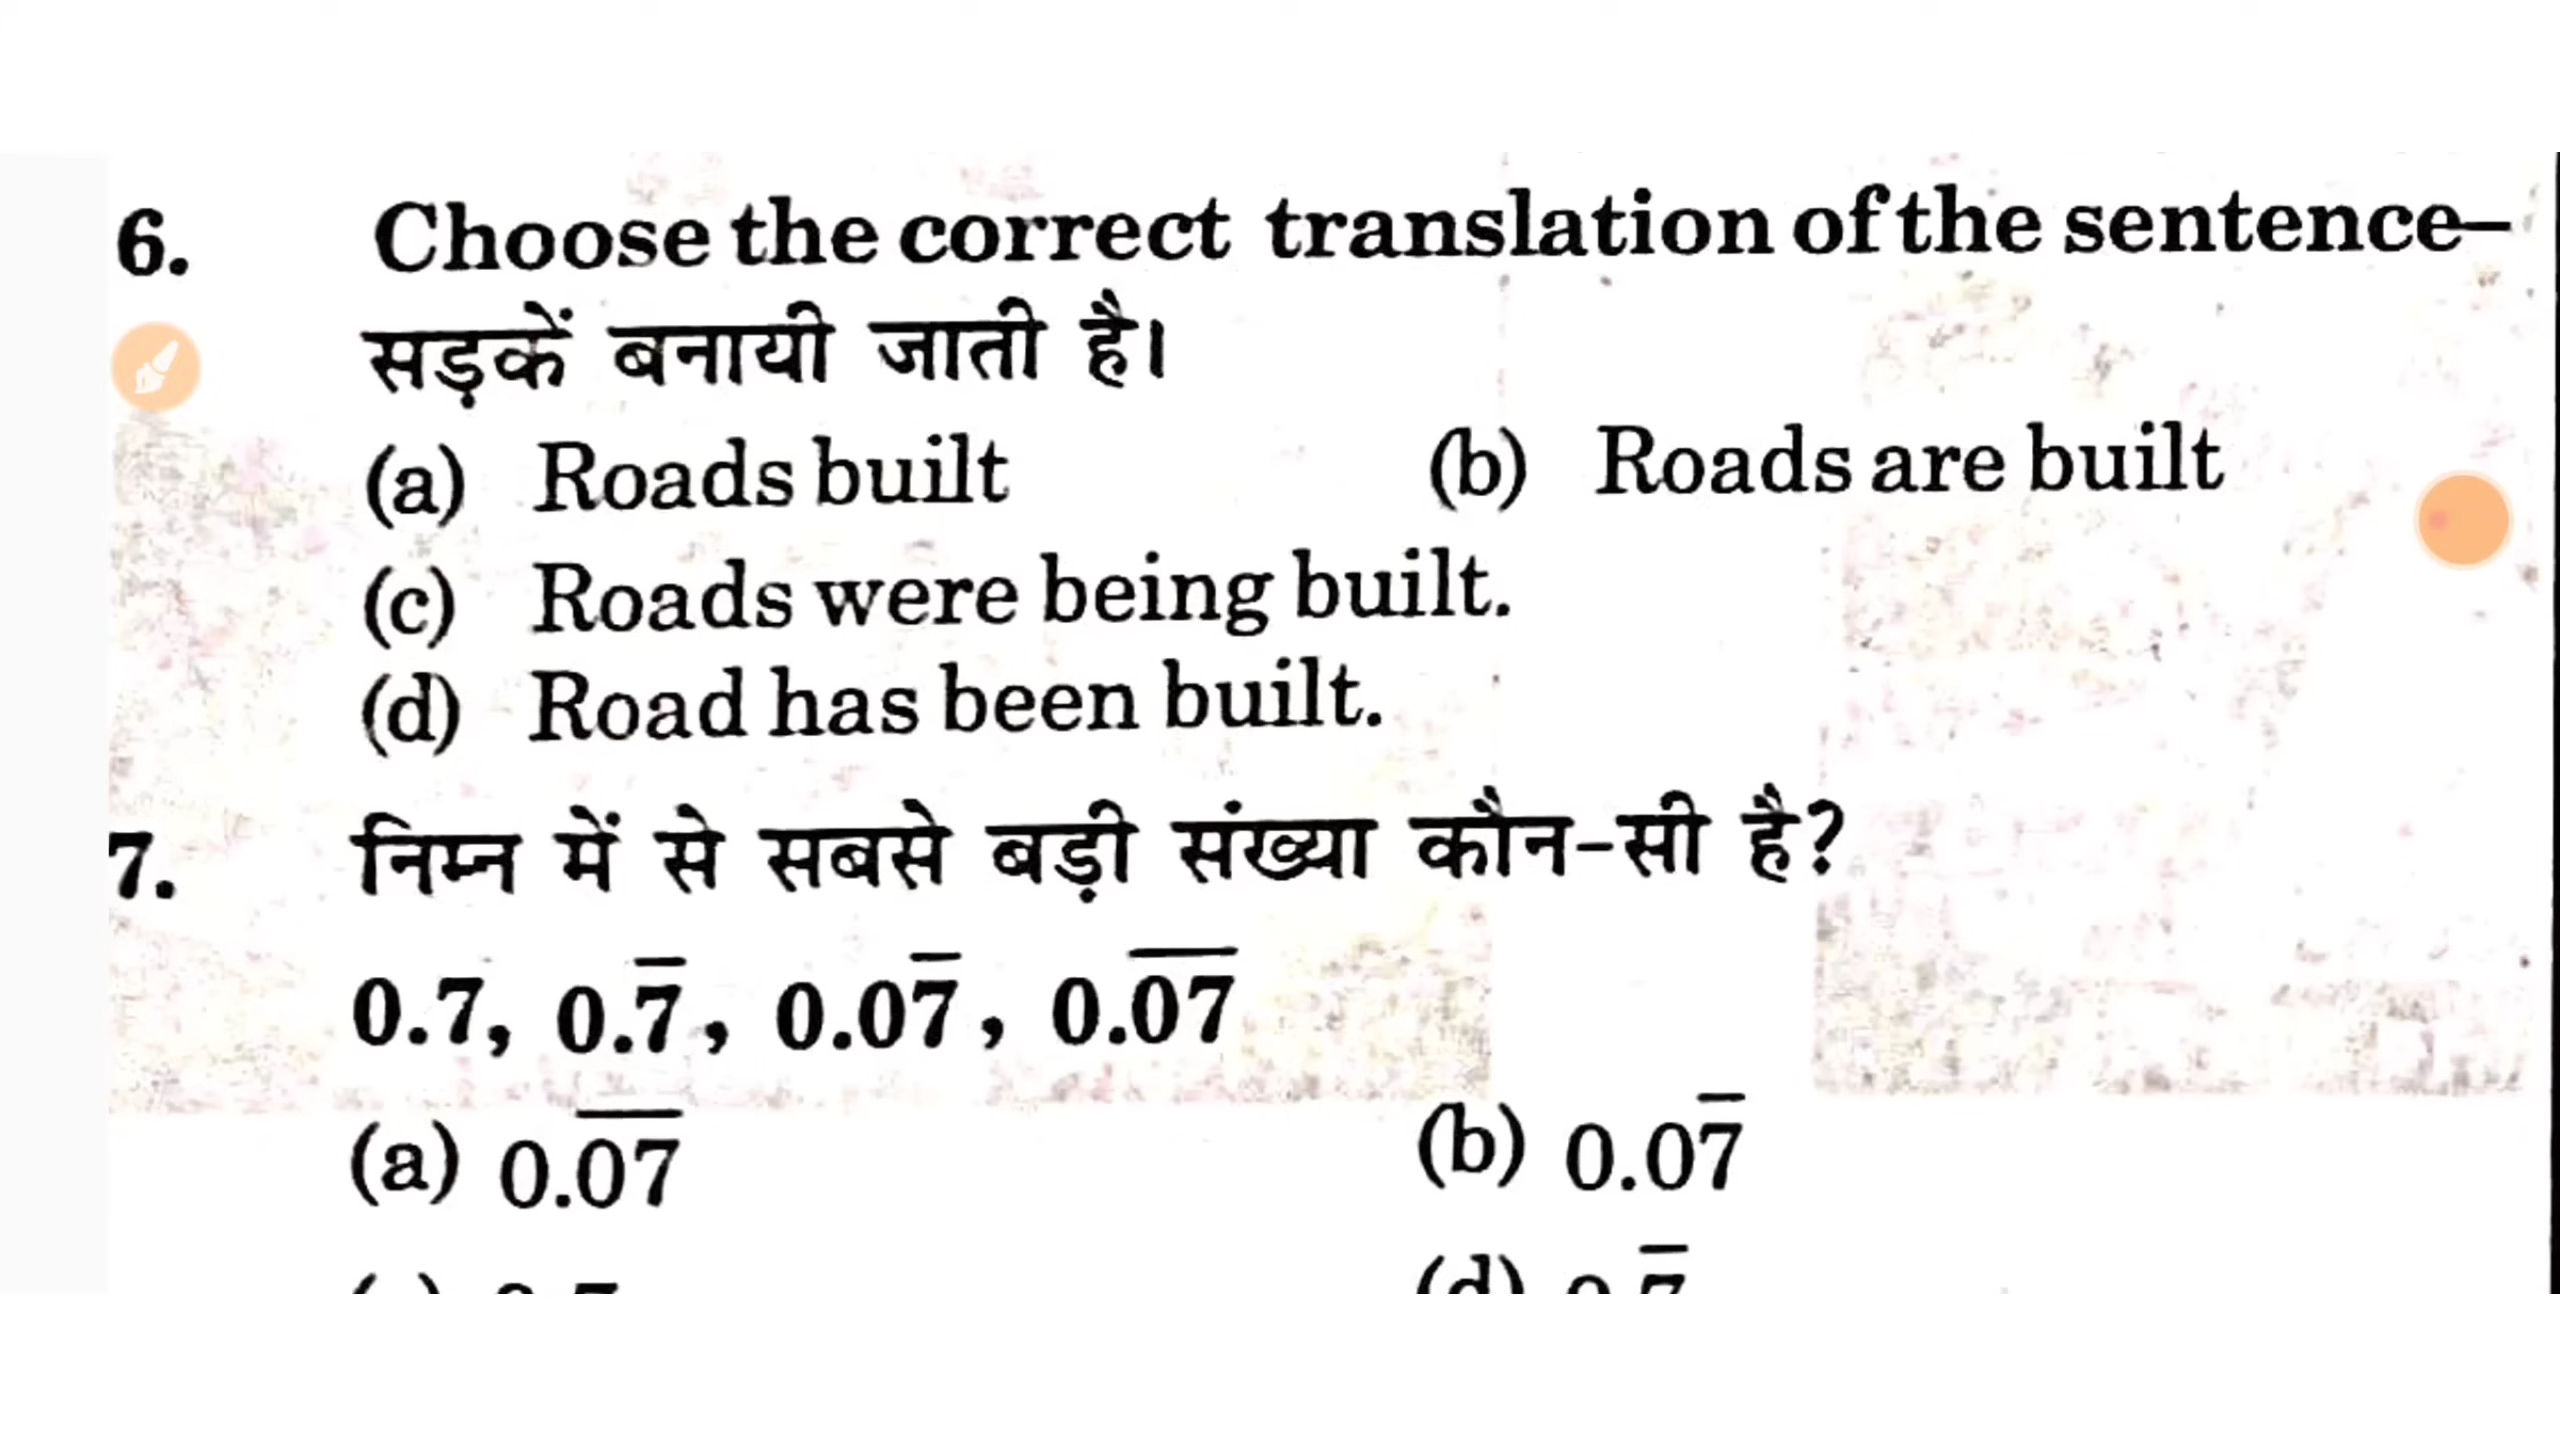 6. Choose the correct translation of the sentence–
सड़कें बनायी जाती है।
(a) Roads built (b) Roads are built
(c) Roads were being built.
(d) Road has been built.
7. निम्न में से सबसे बड़ी संख्या कौन-सी है?
0.7, 0.7̅, 0.07̅, 0.0̅7̅
(a) 0.0̅7̅ (b) 0.07̅